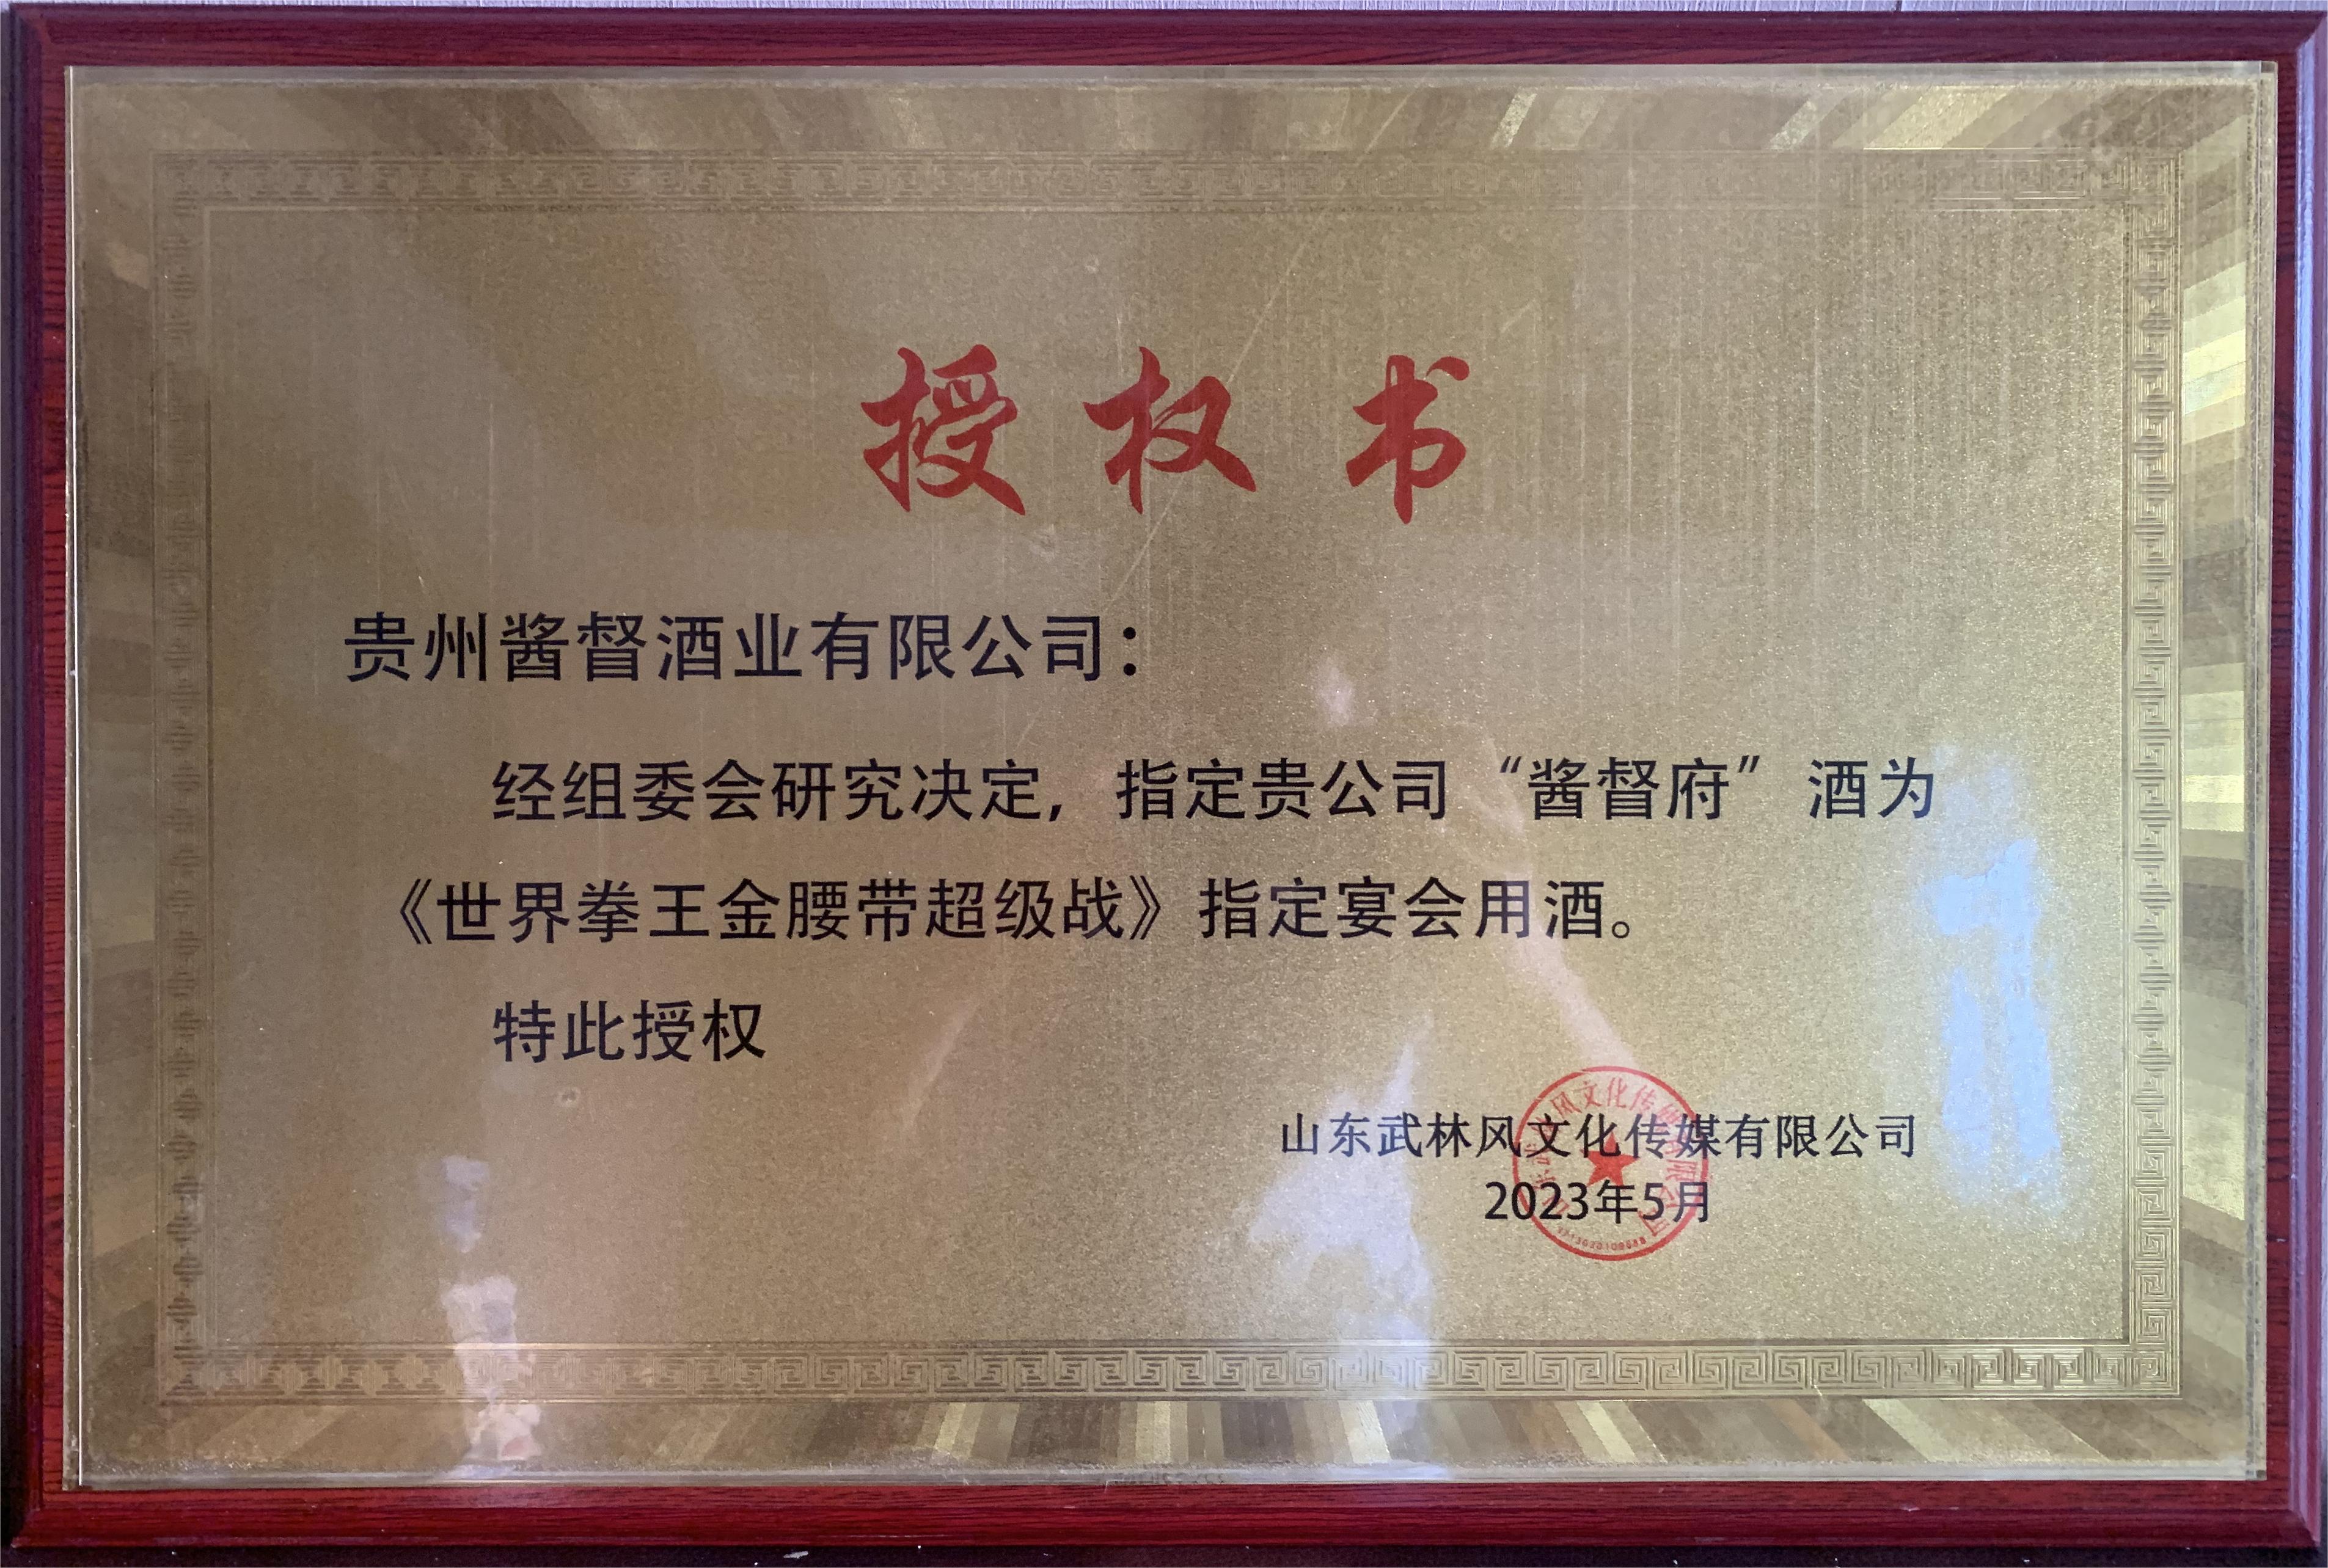 授权书
贵州酱督酒业有限公司：
经组委会研究决定，指定贵公司“酱督府”酒为
《世界拳王金腰带超级战》指定宴会用酒。
特此授权
山东武林风文化传媒有限公司
2023年5月